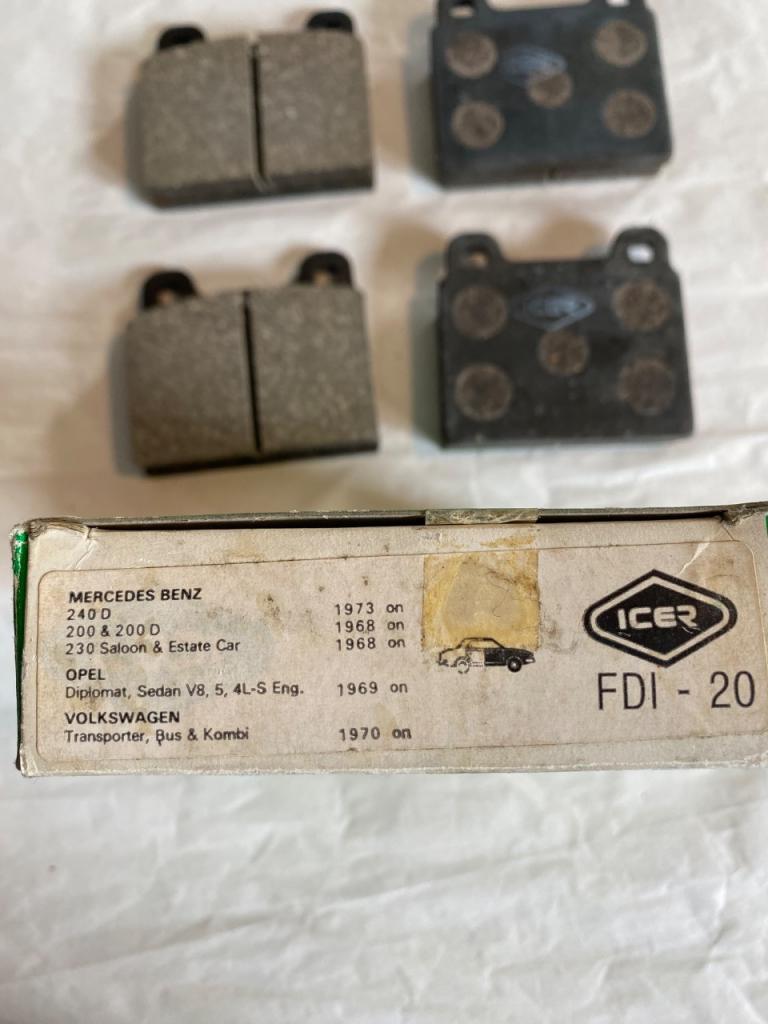 ICER
MERCEDES BENZ
240 D 1973 on
200 & 200 D 1968 on
230 Saloon & Estate Car 1968 on
OPEL
Diplomat, Sedan V8, 5, 4L-S Eng. 1969 on
VOLKSWAGEN
Transporter, Bus & Kombi 1970 on
ICER
FDI - 20